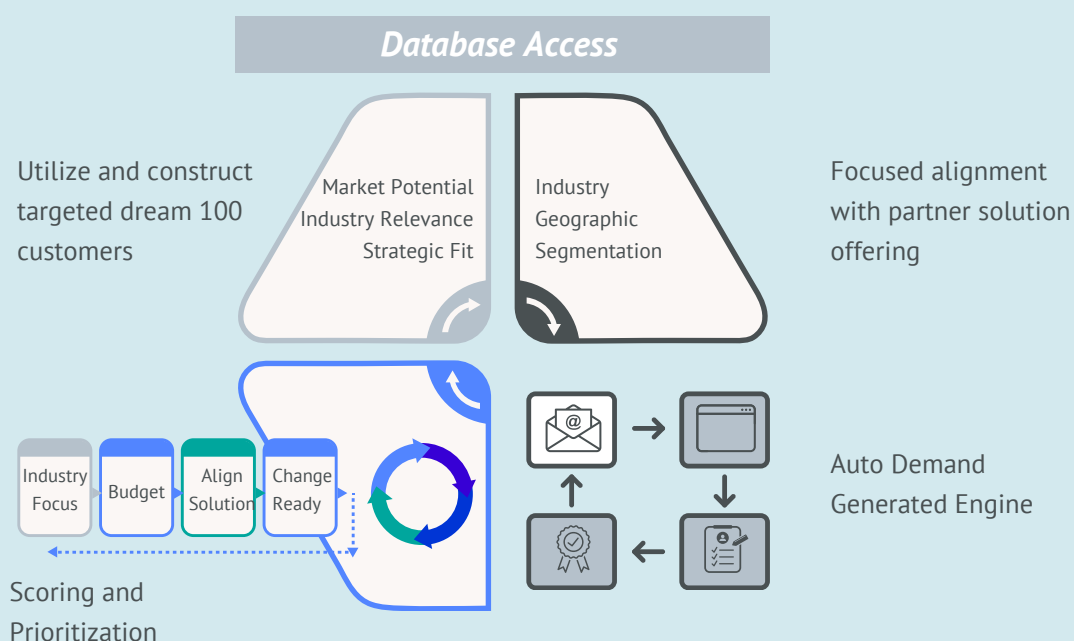 Database Access
Utilize and construct
targeted dream 100
customers
Market Potential
Industry Relevance
Strategic Fit
Industry
Geographic
Segmentation
Focused alignment
with partner solution
offering
Industry
Focus
Budget
Align
Solution
Change
Ready
Scoring and
Prioritization
@
Auto Demand
Generated Engine